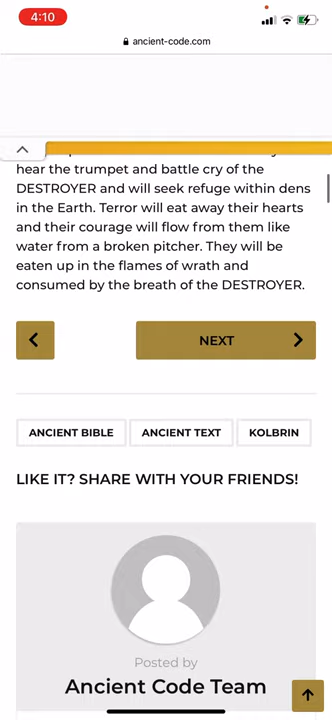 4:10
ancient-code.com
hear the trumpet and battle cry of the
DESTROYER and will seek refuge within dens
in the Earth. Terror will eat away their hearts
and their courage will flow from them like
water from a broken pitcher. They will be
eaten up in the flames of wrath and
consumed by the breath of the DESTROYER.
NEXT
ANCIENT BIBLE
ANCIENT TEXT
KOLBRIN
LIKE IT? SHARE WITH YOUR FRIENDS!
Posted by
Ancient Code Team